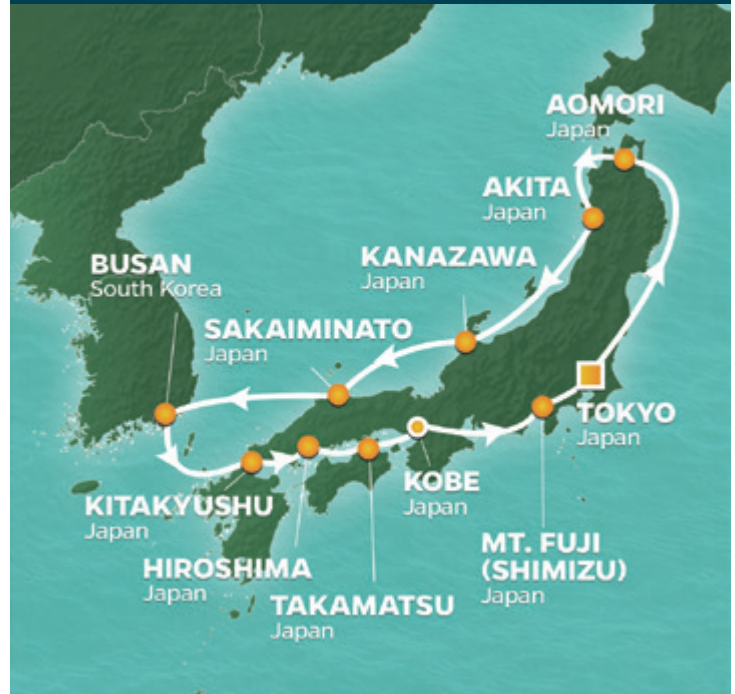 AOMORI
Japan
AKITA
Japan
KANAZAWA
Japan
BUSAN
South Korea
SAKAIMINATO
Japan
TOKYO
Japan
KITAKYUSHU
Japan
KOBE
Japan
MT. FUJI
(SHIMIZU)
Japan
HIROSHIMA
Japan
TAKAMATSU
Japan